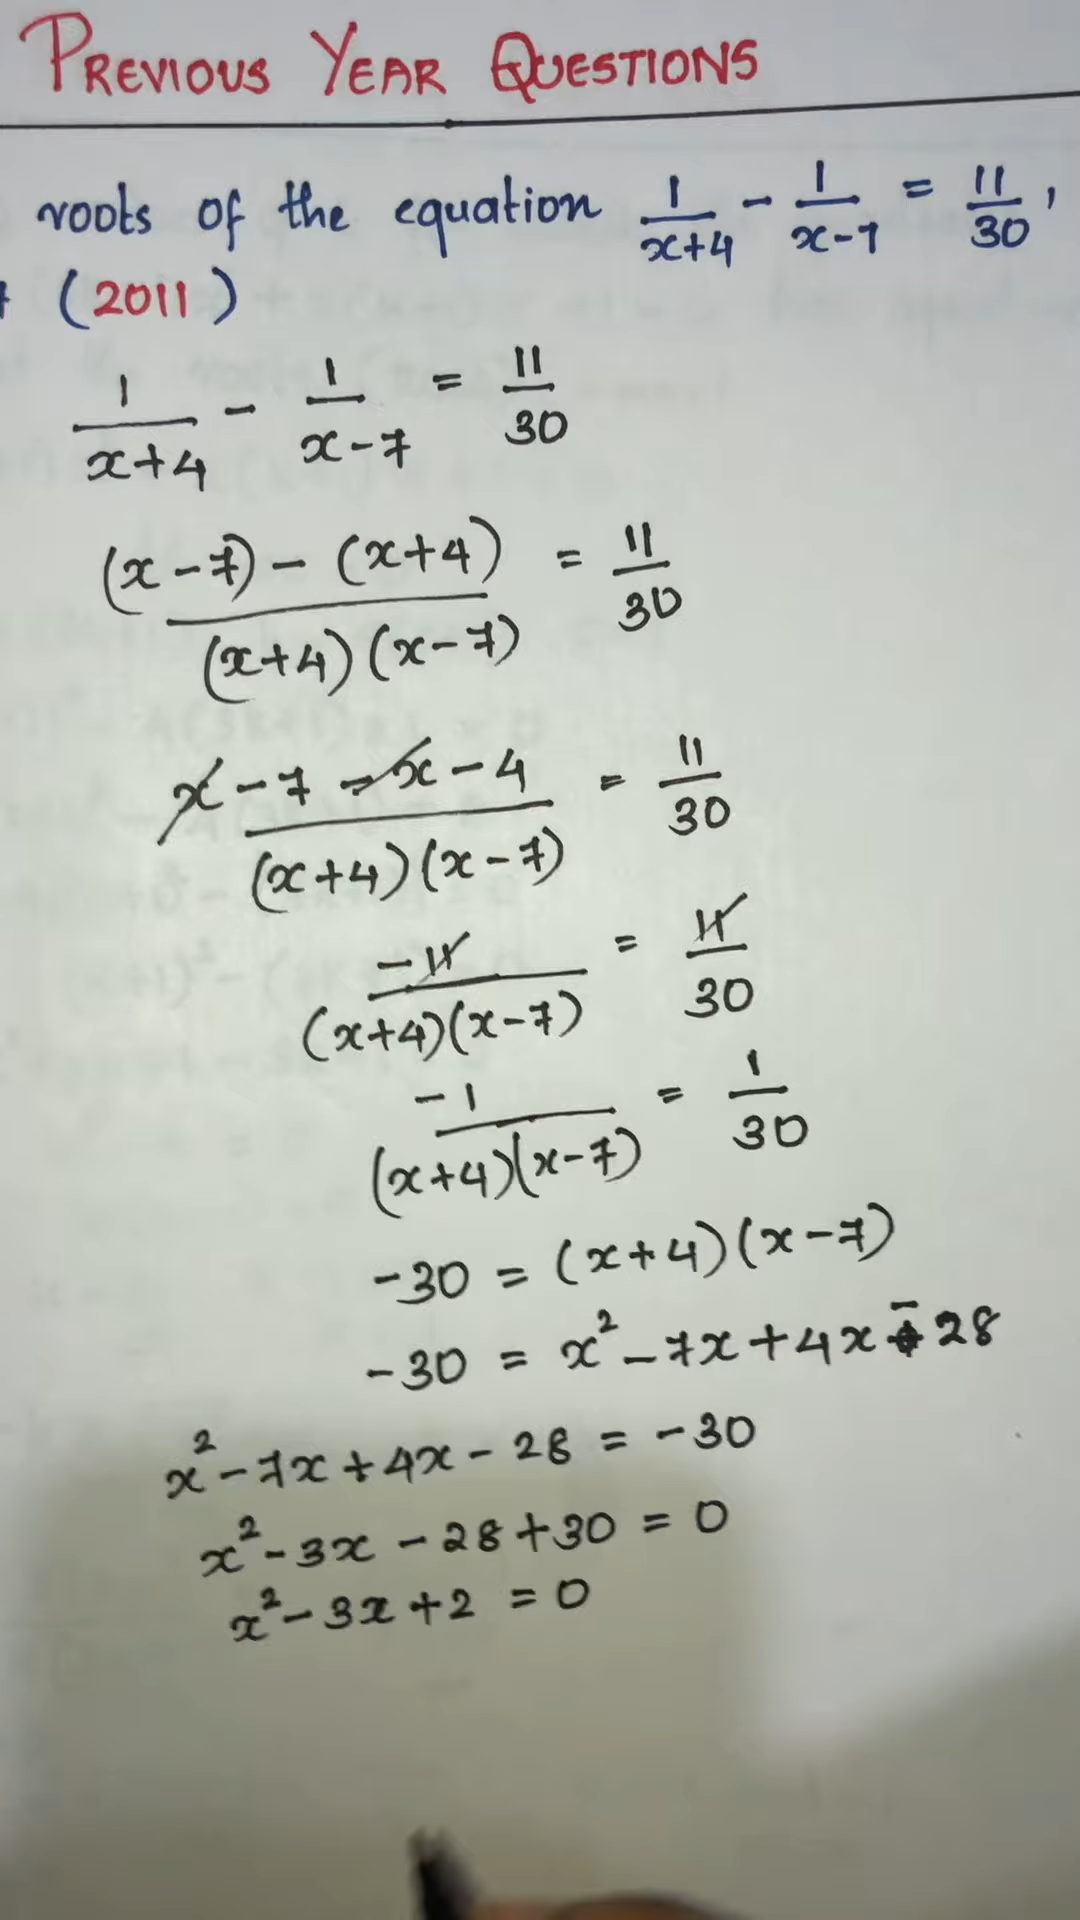 PREVIOUS YEAR QUESTIONS
roots of the equation 1/(x+4) - 1/(x-7) = 11/30,
(2011)
1/(x+4) - 1/(x-7) = 11/30
((x-7) - (x+4))/((x+4)(x-7)) = 11/30
(x-7-x-4)/((x+4)(x-7)) = 11/30
-11/((x+4)(x-7)) = 11/30
-1/((x+4)(x-7)) = 1/30
-30 = (x+4)(x-7)
-30 = x²-7x+4x-28
x²-7x+4x-28 = -30
x²-3x-28+30 = 0
x²-3x+2 = 0